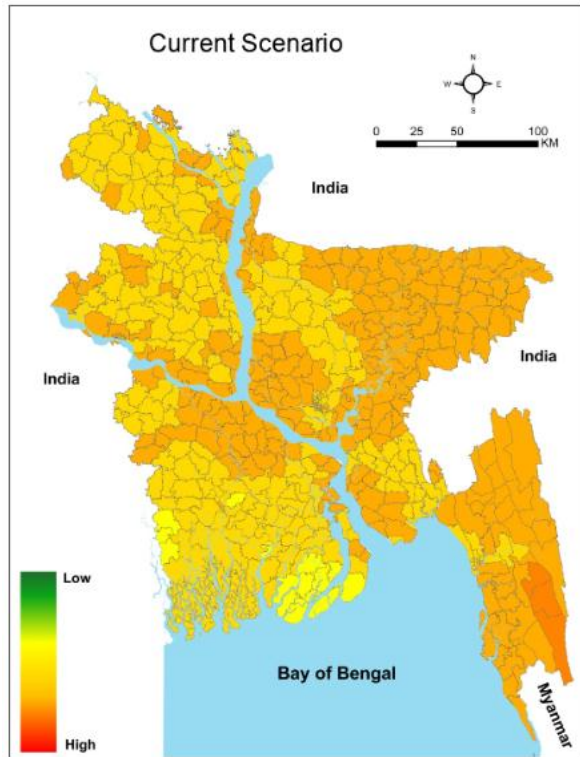 Current Scenario
N
W E
S
0 25 50 100
KM
India
India
India
Low
High
Bay of Bengal
Myanmar